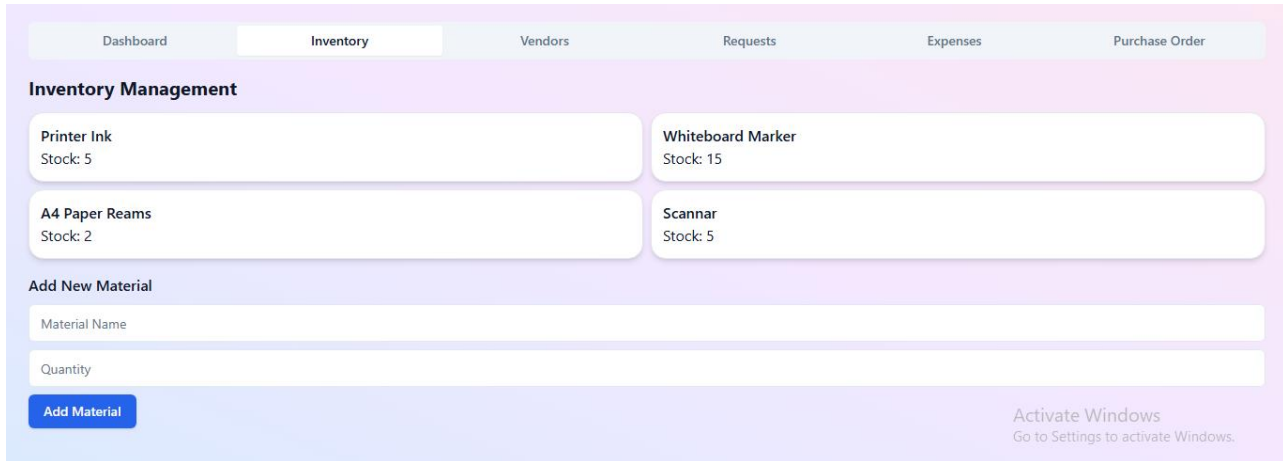 Dashboard Inventory Vendors Requests Expenses Purchase Order
Inventory Management
Printer Ink
Stock: 5
Whiteboard Marker
Stock: 15
A4 Paper Reams
Stock: 2
Scannar
Stock: 5
Add New Material
Material Name
Quantity
Add Material
Activate Windows
Go to Settings to activate Windows.